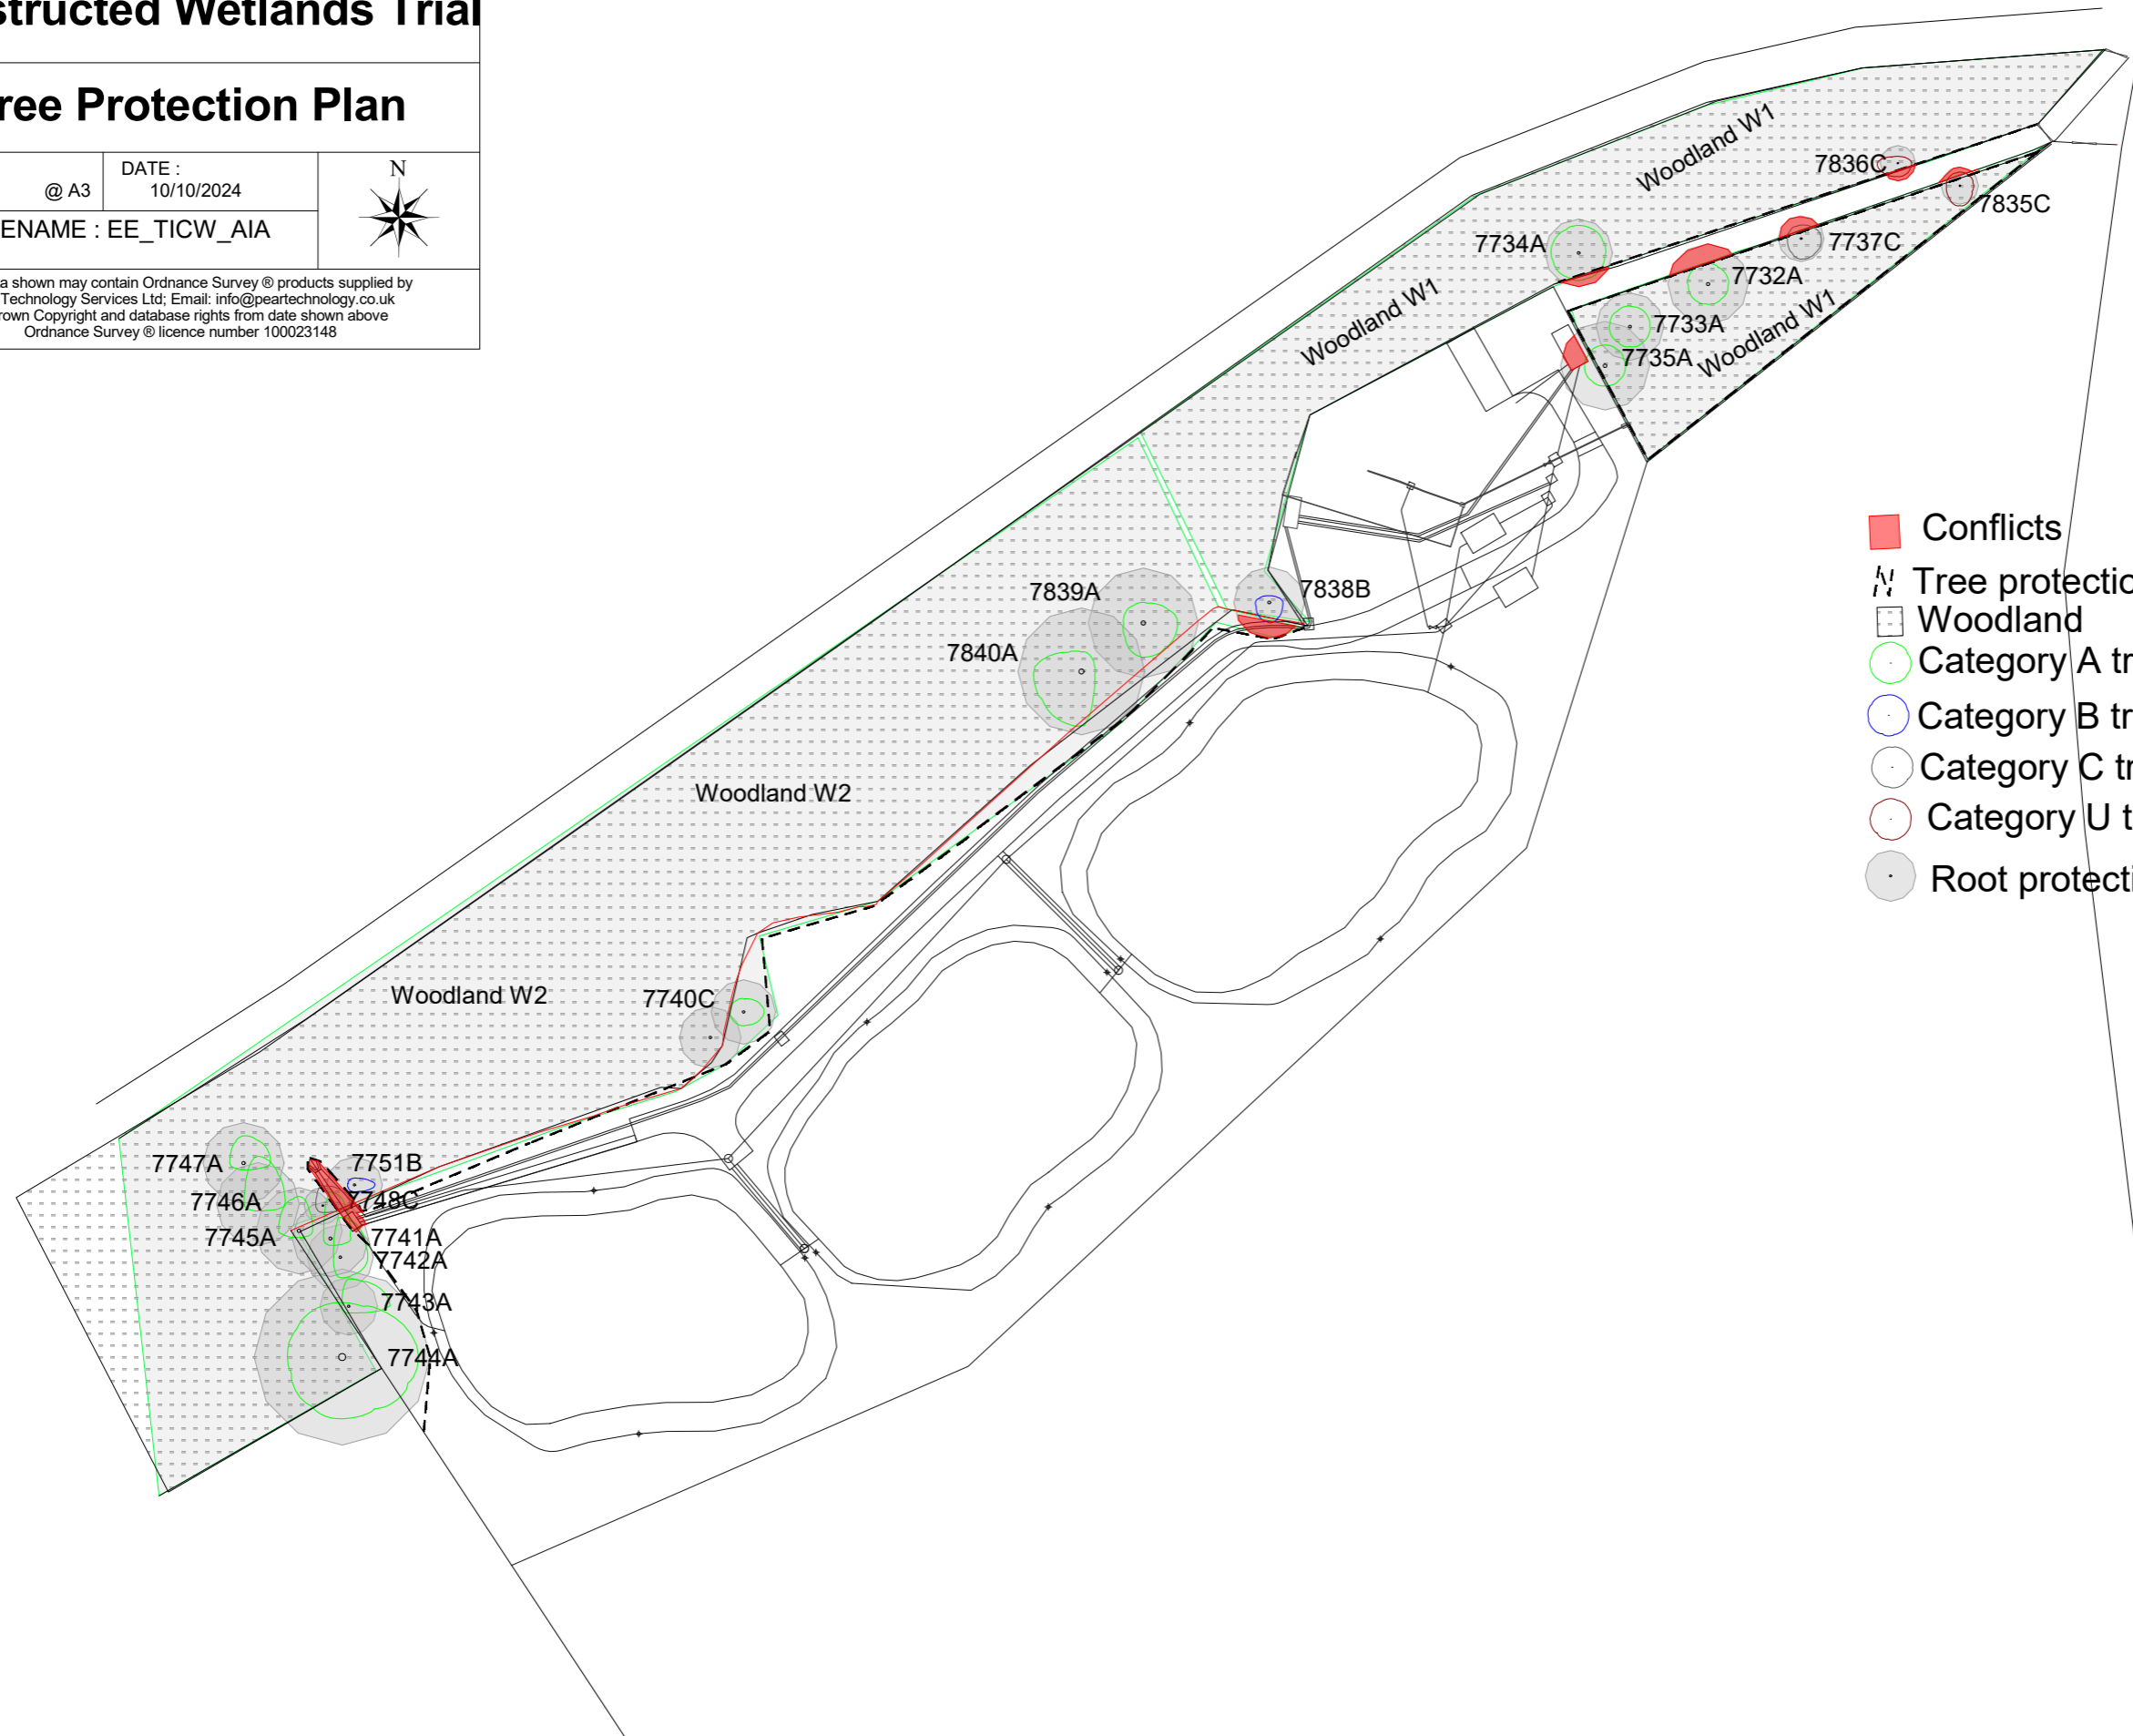 structed Wetlands Trial
ree Protection Plan
@ A3
DATE :
10/10/2024
N
ENAME : EE_TICW_AIA
a shown may contain Ordnance Survey ® products supplied by
Technology Services Ltd; Email: info@peartechnology.co.uk
rown Copyright and database rights from date shown above
Ordnance Survey ® licence number 100023148
Woodland W1
7836C
7835C
7734A
7737C
7732A
Woodland W1
7733A
Woodland W1
7735A
Conflicts
Tree protectio
Woodland
Category A tr
Category B tr
Category C tr
Category U t
Root protecti
7839A
7838B
7840A
Woodland W2
Woodland W2
7740C
7747A
7751B
7746A
7748C
7745A
7741A
7742A
7743A
7744A